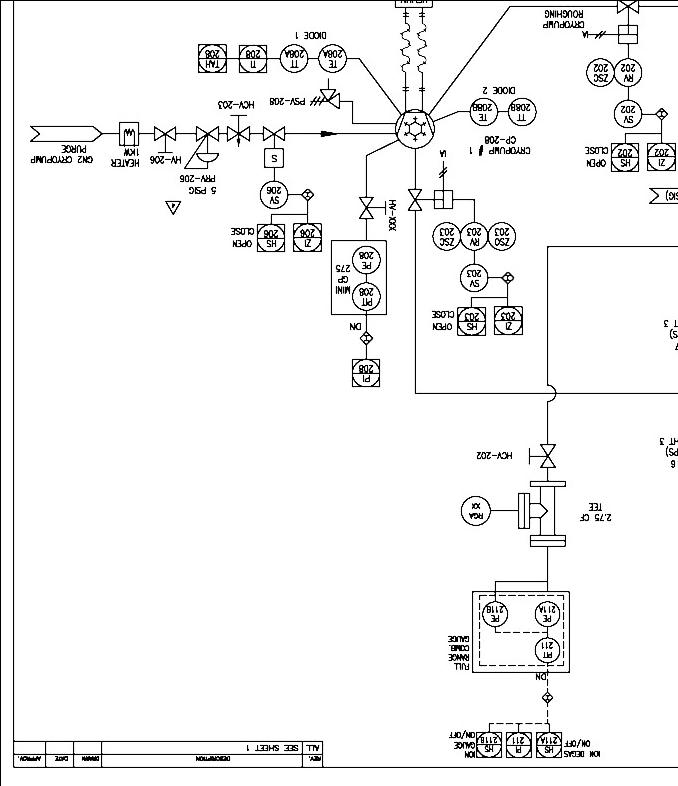 REV.
DESCRIPTION
DRAWN
DATE
APPROV.
ALL
SEE SHEET 1
ION DEGAS
ON/OFF
HS
211A
PI
211
HS
211B
ION
GAUGE
ON/OFF
I
DN
PIT
211
PE
211A
PE
211B
FULL
RANGE
COMB.
GAUGE
2.75 CF
TEE
RGA
XX
HCV-202
PI
208
I
DN
PIT
208
PE
208
MINI
GP
275
HV-XXX
ZI
203
HS
203
OPEN
CLOSE
I
SV
203
ZSO
203
RV
203
ZSC
203
IA
ZI
206
HS
206
OPEN
CLOSE
I
SV
206
S
5 PSIG
PRV-206
HV-206
HEATER
1KW
GN2 CRYOPUMP
PURGE
HCV-203
PSV-208
CRYOPUMP # 1
CP-208
TT
208B
TE
208B
DIODE 2
TE
208A
TT
208A
TI
208
TAH
208
DIODE 1
ZI
202
HS
202
OPEN
CLOSE
I
SV
202
RV
202
ZSC
202
IA
CRYOPUMP
ROUGHING